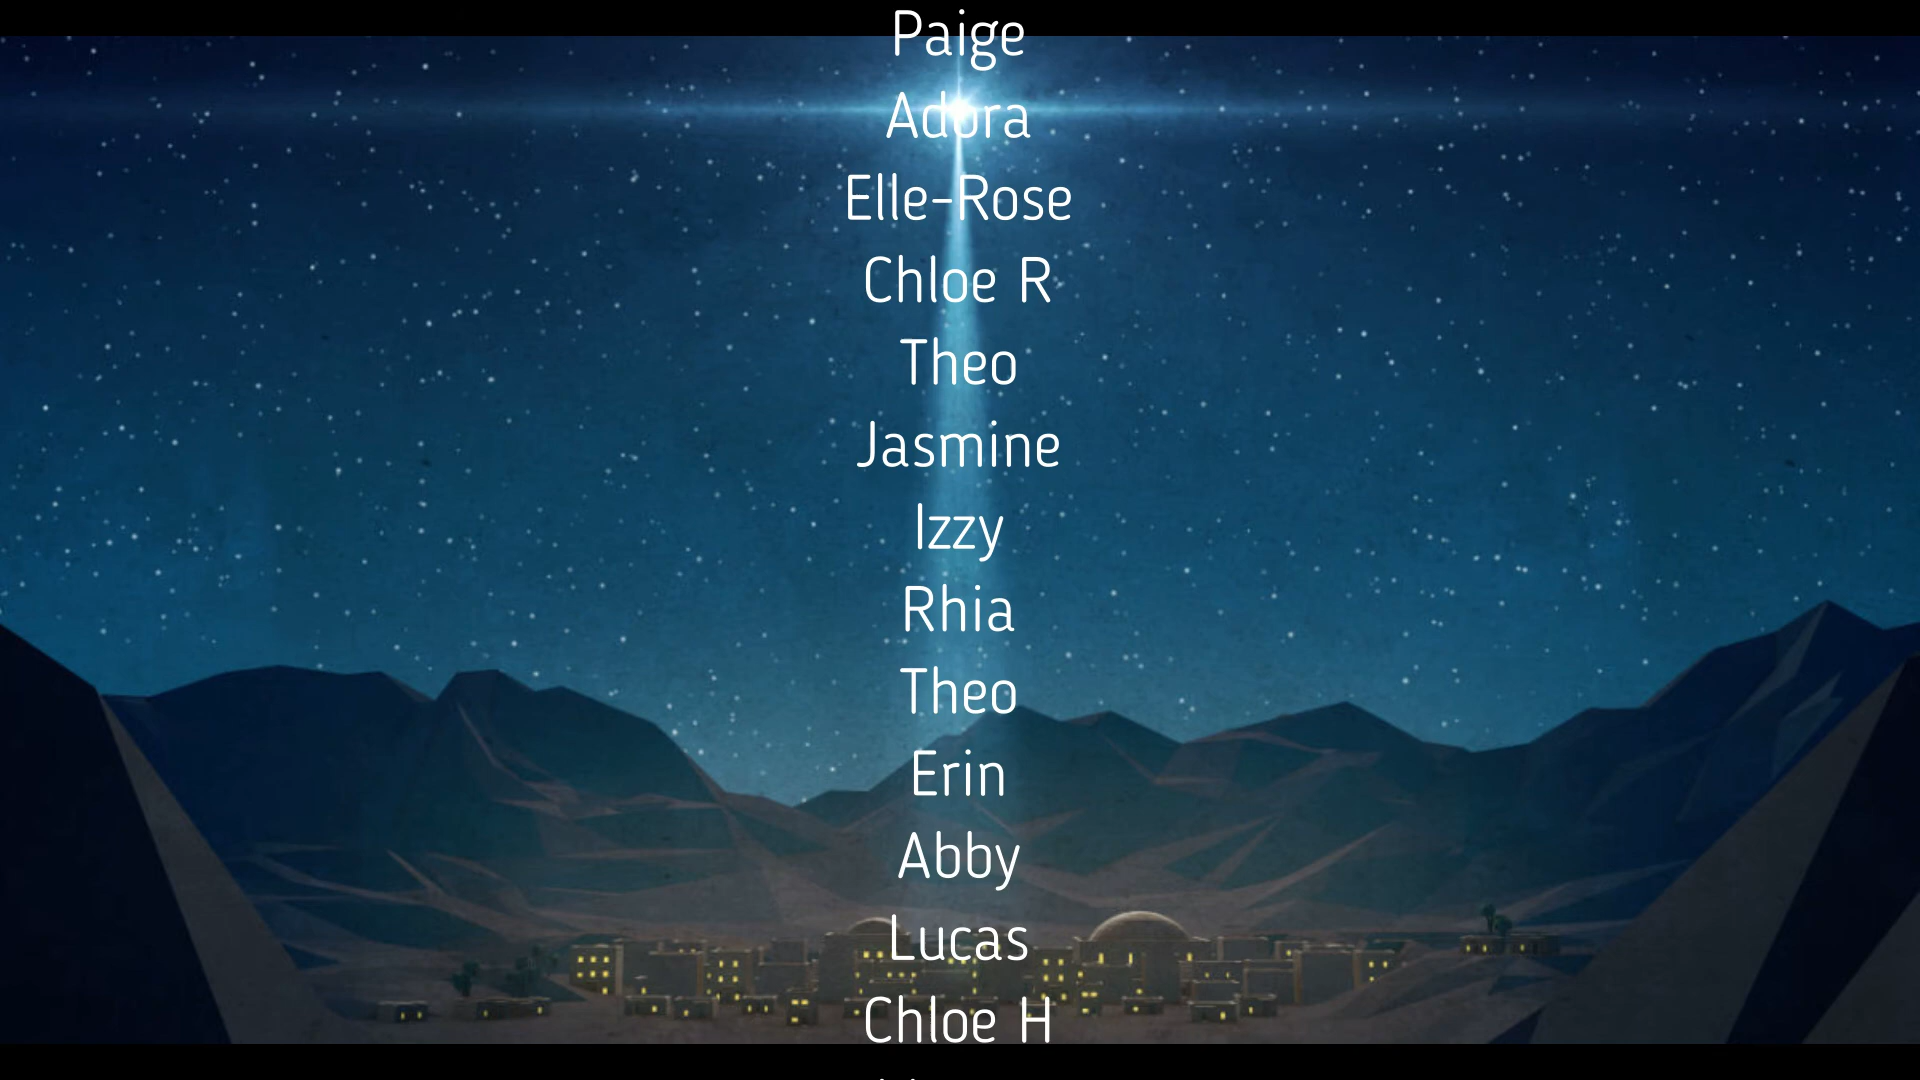 Paige
Adora
Elle-Rose
Chloe R
Theo
Jasmine
Izzy
Rhia
Theo
Erin
Abby
Lucas
Chloe H